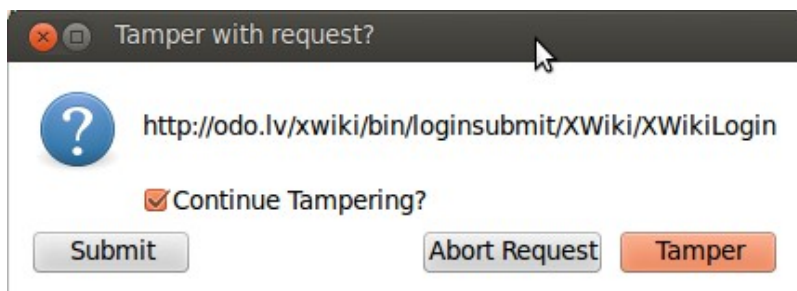 Tamper with request?
http://odo.lv/xwiki/bin/loginsubmit/XWiki/XWikiLogin
Continue Tampering?
Submit Abort Request Tamper